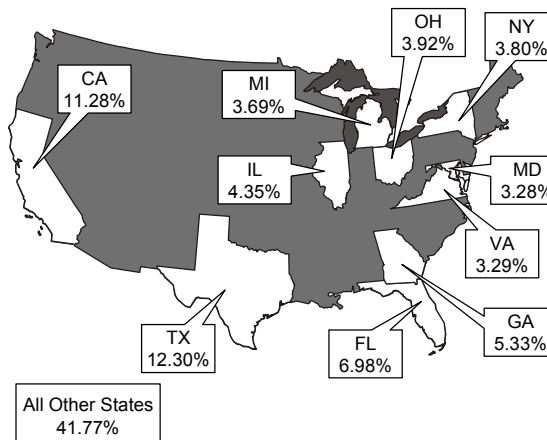 OH
3.92%
NY
3.80%
CA
11.28%
MI
3.69%
IL
4.35%
MD
3.28%
VA
3.29%
TX
12.30%
FL
6.98%
GA
5.33%
All Other States
41.77%